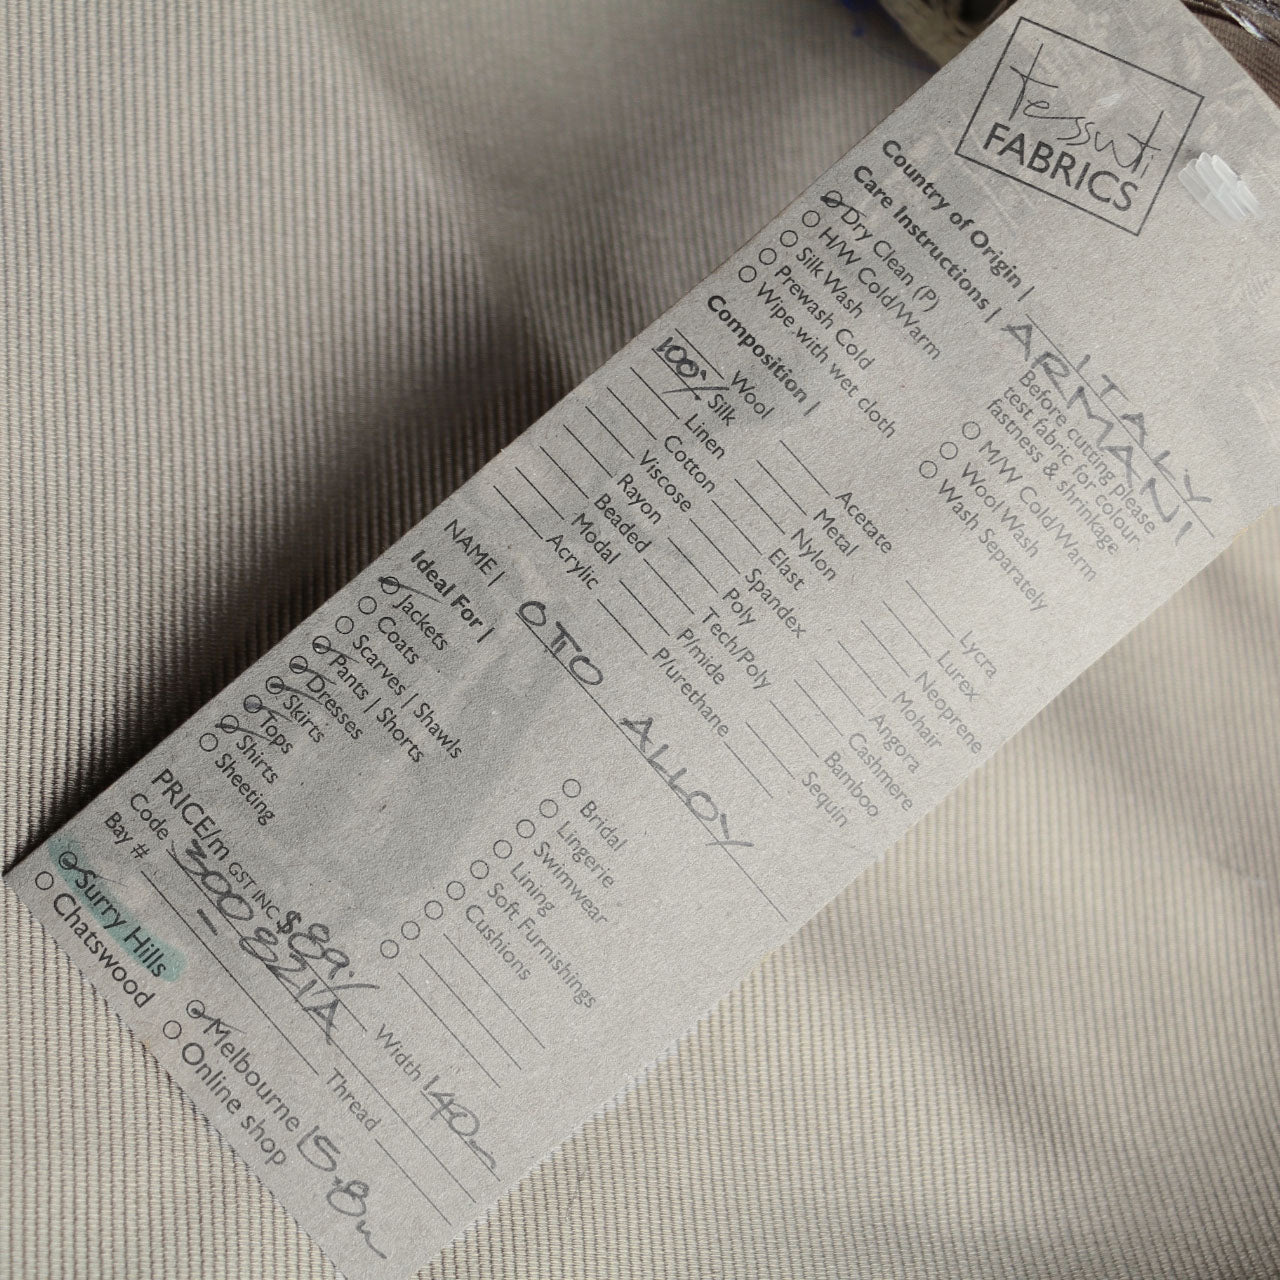 tessuti
FABRICS
Country of Origin | ITALY
Care Instructions | ARMANI
Dry Clean (P)
H/W Cold/Warm
Silk Wash
Prewash Cold
Wipe with wet cloth
Before cutting please
test fabric for colour
fastness & shrinkage
M/W Cold/Warm
Wool Wash
Wash Separately
Composition |
Wool
100% Silk
Linen
Cotton
Viscose
Rayon
Beaded
Modal
Acrylic
Acetate
Metal
Nylon
Elast
Spandex
Poly
Tech/Poly
P/mide
P/urethane
Lycra
Lurex
Neoprene
Mohair
Angora
Cashmere
Bamboo
Sequin
NAME | OTTO ALLOY
Ideal For |
Jackets
Coats
Scarves | Shawls
Pants | Shorts
Dresses
Skirts
Tops
Shirts
Sheeting
Bridal
Lingerie
Swimwear
Lining
Soft Furnishings
Cushions
PRICE/m GST INC $89.- Width 140
Code 300821A Thread
Bay # -
Surry Hills
Chatswood
Melbourne 15.8m
Online shop